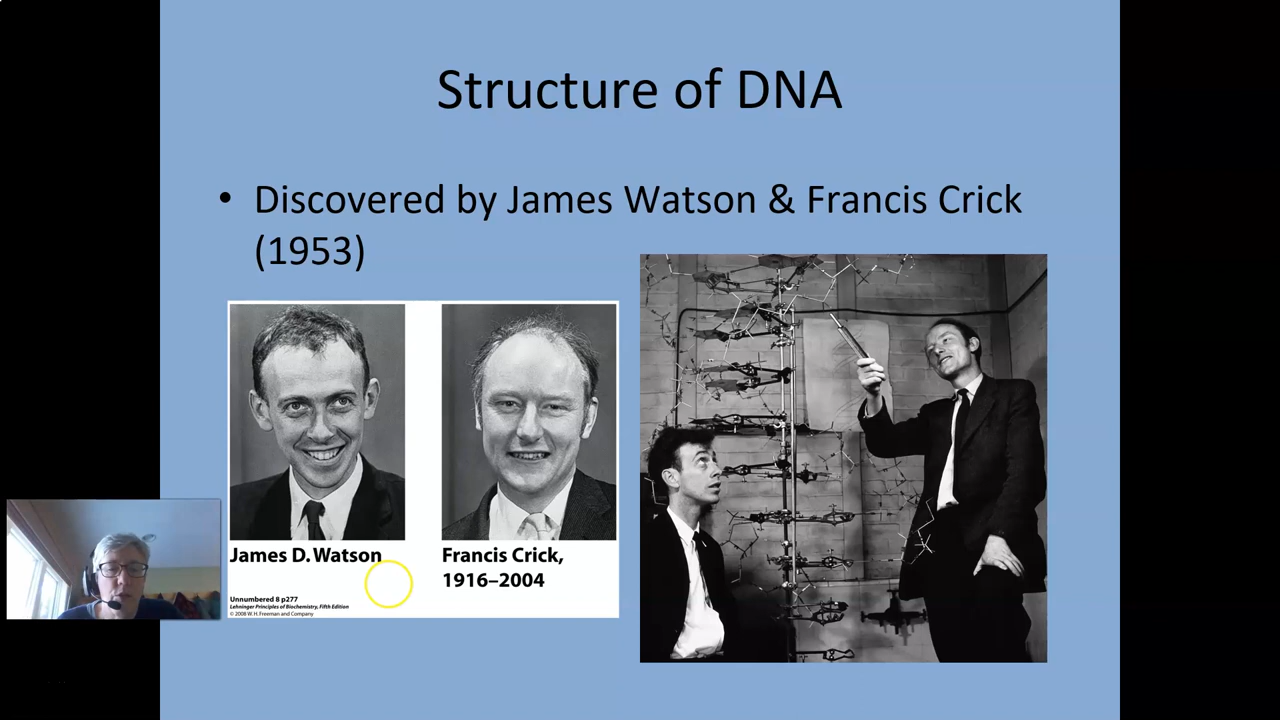 Structure of DNA
• Discovered by James Watson & Francis Crick
(1953)
James D. Watson
Francis Crick,
1916–2004
Unnumbered 8 p277
Lehninger Principles of Biochemistry, Fifth Edition
© 2008 W. H. Freeman and Company